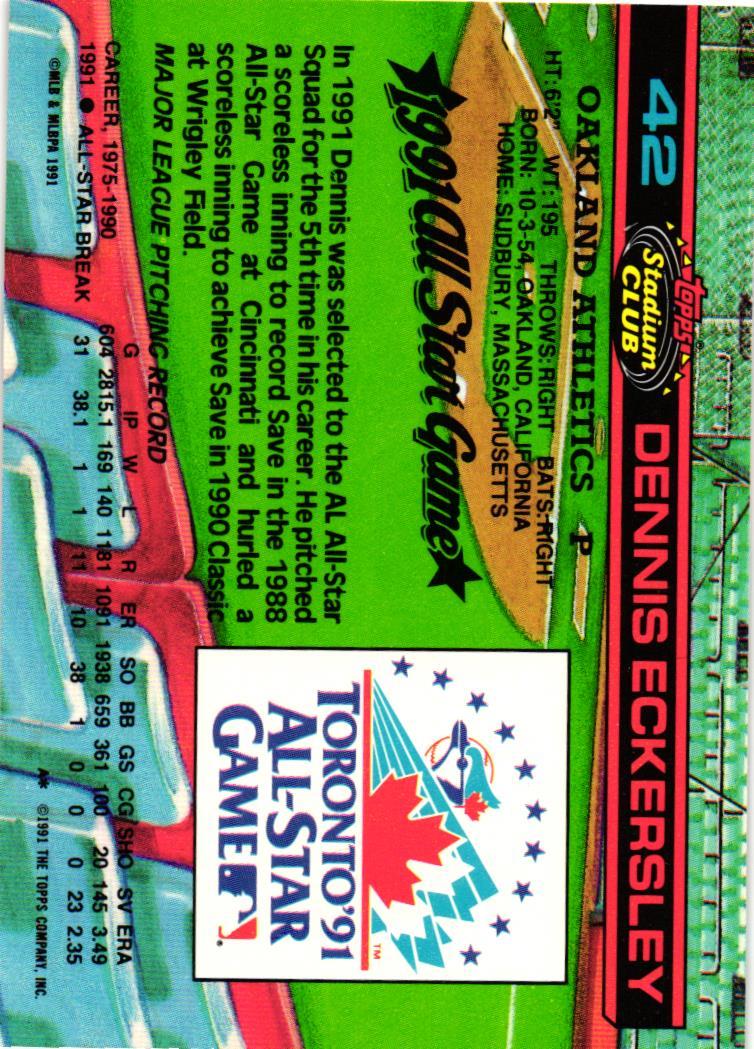 42 Topps® Stadium CLUB DENNIS ECKERSLEY
OAKLAND ATHLETICS P
HT: 6'2" WT: 195 THROWS: RIGHT BATS: RIGHT
BORN: 10-3-54, OAKLAND, CALIFORNIA
HOME: SUDBURY, MASSACHUSETTS
1991 All Star Game
In 1991 Dennis was selected to the AL All-Star
Squad for the 5th time in his career. He pitched
a scoreless inning to record Save in the 1988
All-Star Game at Cincinnati and hurled a
scoreless inning to achieve Save in 1990 Classic
at Wrigley Field.
TORONTO '91
ALL-STAR
GAME
TM
®
MAJOR LEAGUE PITCHING RECORD
G IP W L R ER SO BB GS CG SHO SV ERA
CAREER, 1975-1990 604 2815.1 169 140 1181 1091 1938 659 361 100 20 145 3.49
1991 ● ALL-STAR BREAK 31 38.1 1 1 11 10 38 1 0 0 0 23 2.35
©MLB & MLBPA 1991 A* ©1991 THE TOPPS COMPANY, INC.